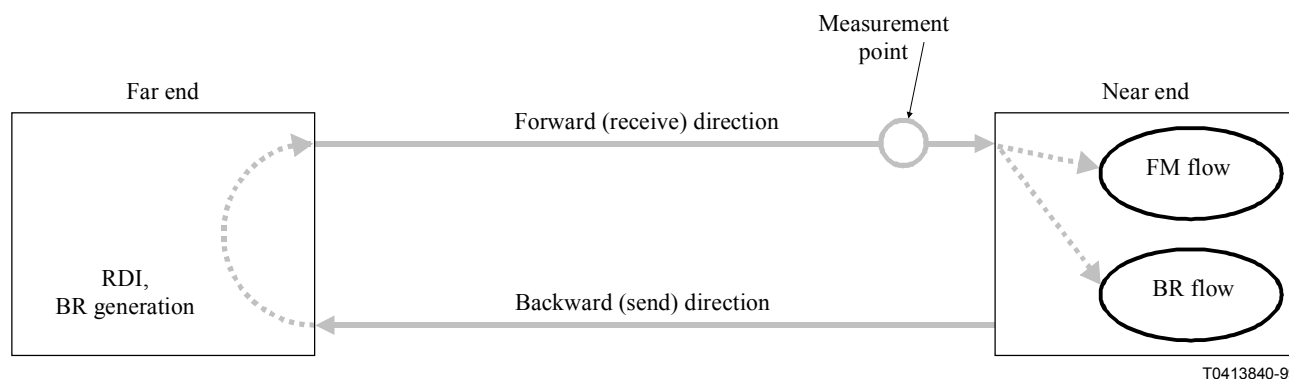 Measurement
point
Far end
Near end
Forward (receive) direction
FM flow
RDI,
BR generation
Backward (send) direction
BR flow
T0413840-9